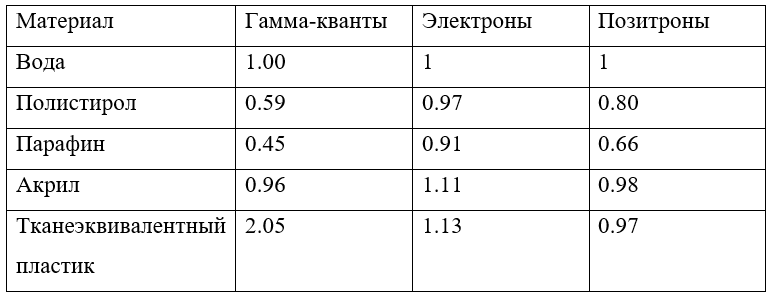 Материал Гамма-кванты Электроны Позитроны
Вода 1.00 1 1
Полистирол 0.59 0.97 0.80
Парафин 0.45 0.91 0.66
Акрил 0.96 1.11 0.98
Тканеэквивалентный 2.05 1.13 0.97
пластик